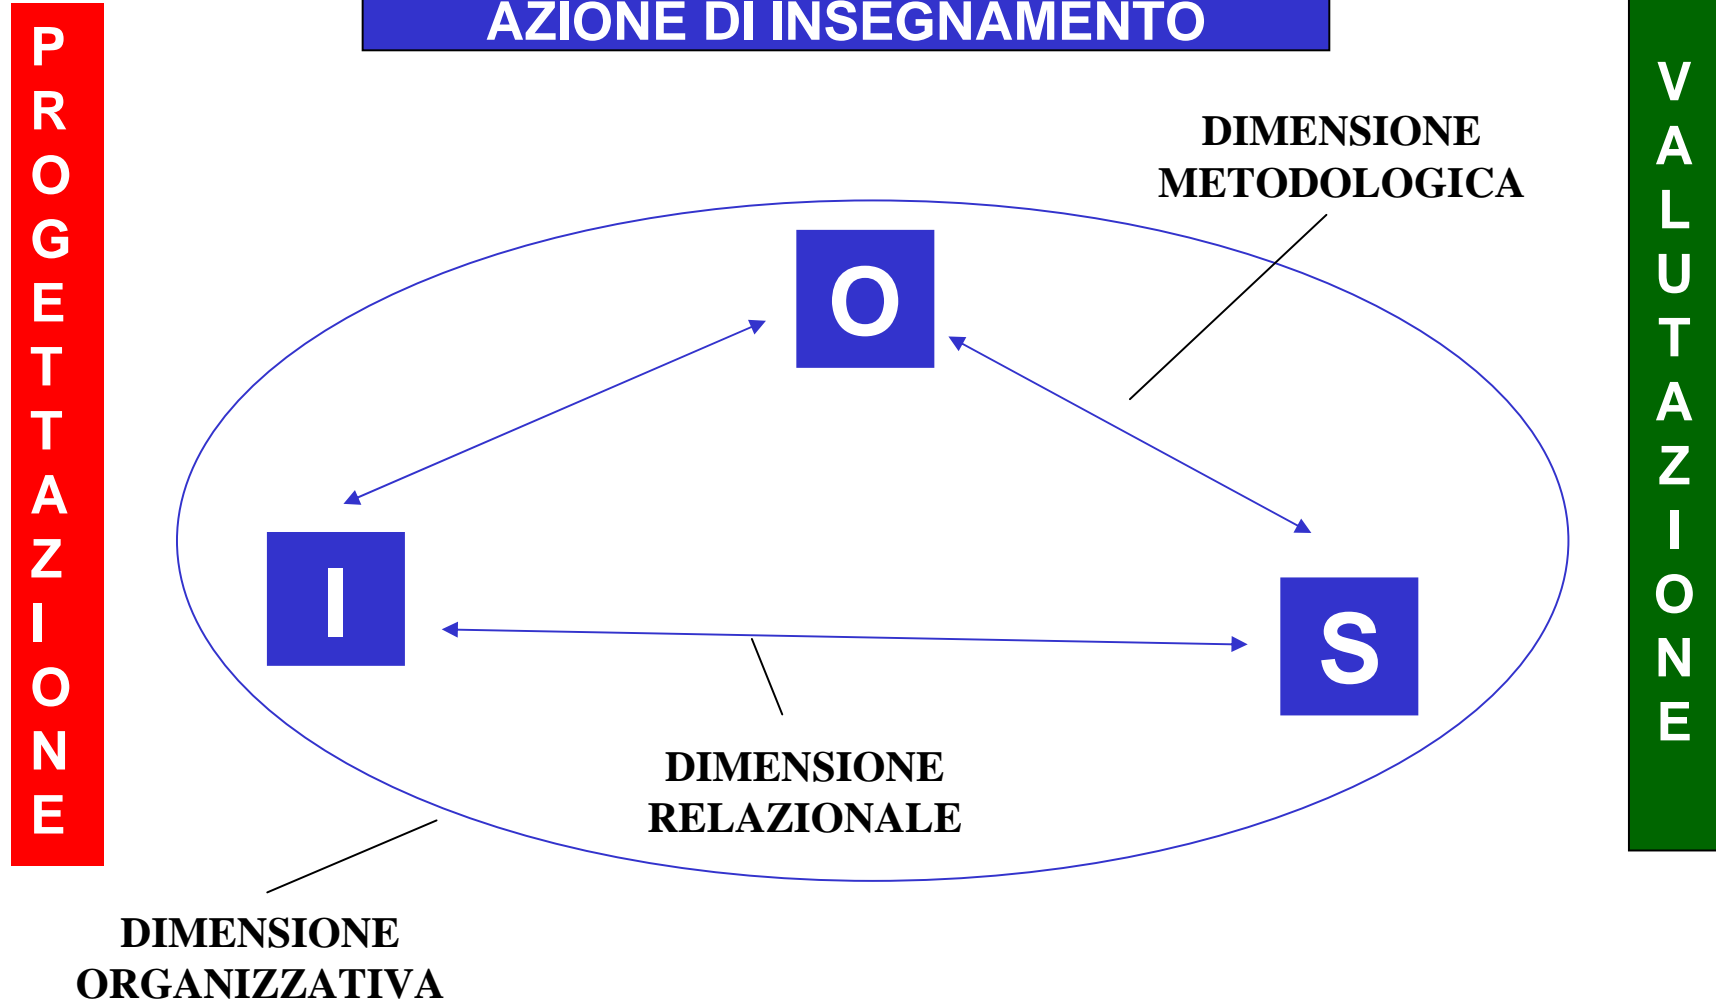 AZIONE DI INSEGNAMENTO
PROGETTAZIONE
DIMENSIONE
METODOLOGICA
O
I
S
DIMENSIONE
RELAZIONALE
DIMENSIONE
ORGANIZZATIVA
VALUTAZIONE